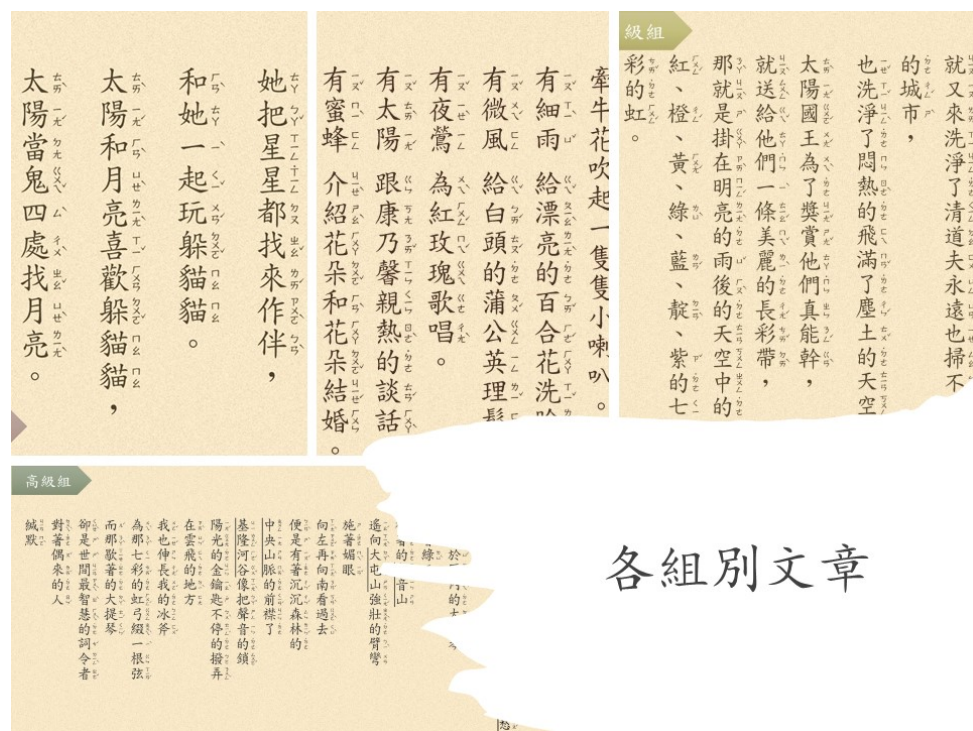 她把星星都找來作伴，
和她一起玩躲貓貓。
太陽和月亮喜歡躲貓貓，
太陽當鬼四處找月亮。
牽牛花吹起一隻隻小喇叭。
有細雨 給漂亮的百合花洗
有微風 給白頭的蒲公英理
有夜鶯 為紅玫瑰歌唱。
有太陽 跟康乃馨親熱的談話
有蜜蜂 介紹花朵和花朵結婚。
級組
就又來洗淨了清道夫永遠也掃不
的城市，
也洗淨了悶熱的飛滿了塵土的天空
太陽國王為了獎賞他們真能幹，
就送給他們一條美麗的長彩帶，
那就是掛在明亮的雨後的天空中的
紅、橙、黃、綠、藍、靛、紫的七
彩的虹。
高級組
音山
遙向大屯山強壯的臂彎
施著媚眼
向左再向南看過去
便是有著沉沉森林的
中央山脈的前襟了
基隆河谷像把聲音的鎖
陽光的金鑰匙不停的撥弄
在雲飛的地方
我也伸長我的冰斧
為那七彩的虹弓綴一根弦
而那歇著的大提琴
卻是世間最智慧的詞令者
對著偶來的人
緘默
各組別文章